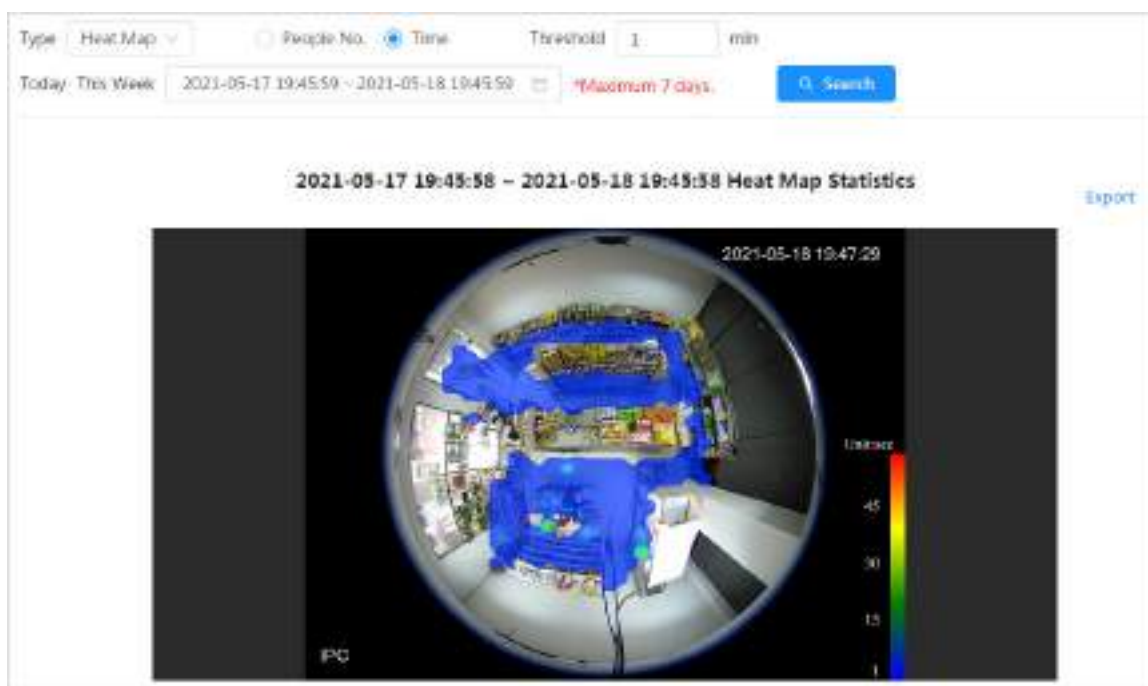 Type Heat Map People No. Time Threshold 1 min
Today This Week 2021-05-17 19:45:59 ~ 2021-05-18 19:45:59 *Maximum 7 days. Search
2021-05-17 19:45:58 ~ 2021-05-18 19:45:58 Heat Map Statistics
Export
2021-05-18 19:47:29
Unit:sec
45
30
15
IPC
1